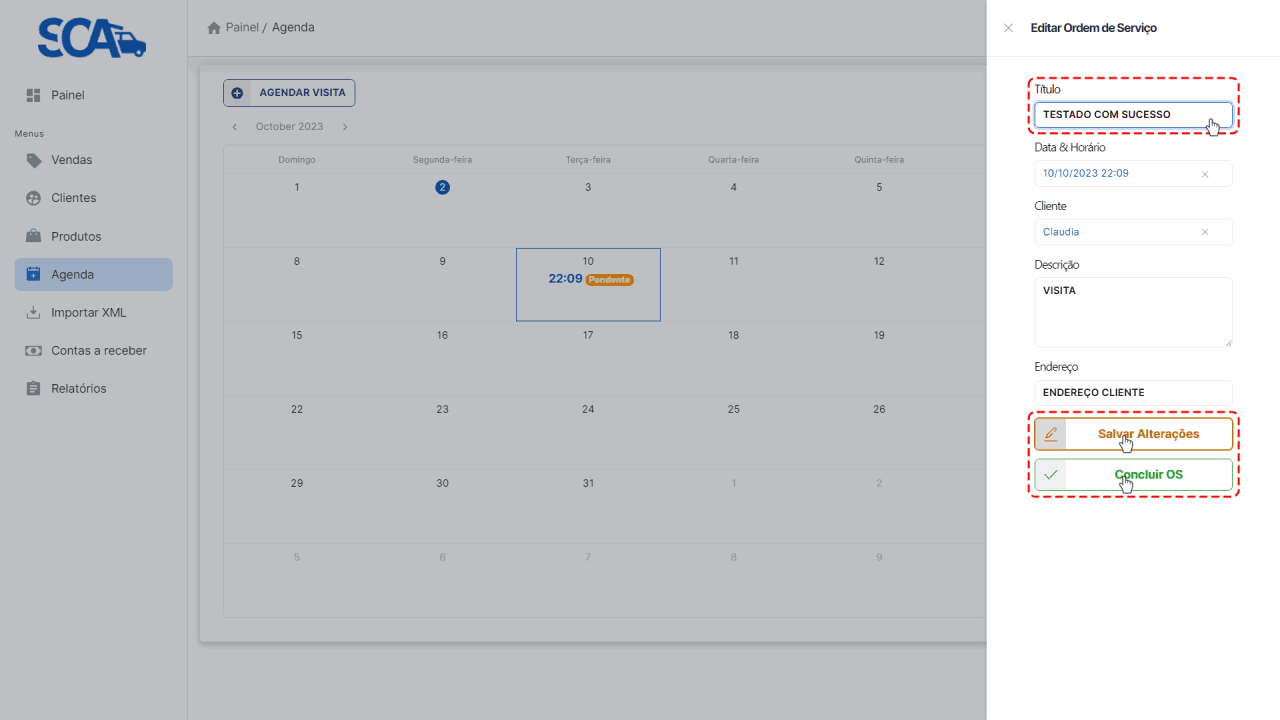 SCA
Painel
Menus
Vendas
Clientes
Produtos
Agenda
Importar XML
Contas a receber
Relatórios
Painel / Agenda
AGENDAR VISITA
October 2023
Domingo Segunda-feira Terça-feira Quarta-feira Quinta-feira
1 2 3 4 5
8 9 10 11 12
22:09 Pendente
15 16 17 18 19
22 23 24 25 26
29 30 31 1 2
5 6 7 8 9
Editar Ordem de Serviço
Título
TESTADO COM SUCESSO
Data & Horário
10/10/2023 22:09
Cliente
Claudia
Descrição
VISITA
Endereço
ENDEREÇO CLIENTE
Salvar Alterações
Concluir OS